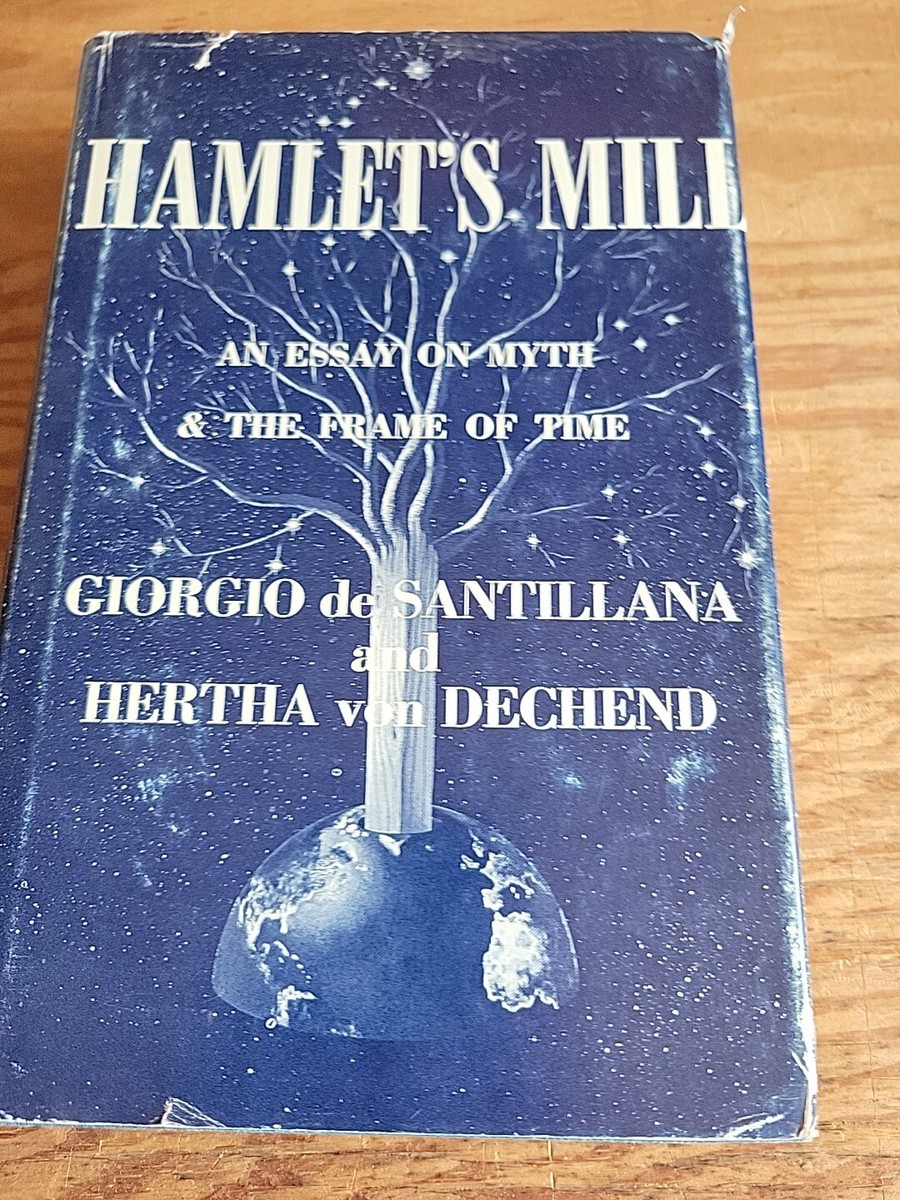 HAMLET'S MILL
AN ESSAY ON MYTH
& THE FRAME OF TIME
GIORGIO de SANTILLANA
and
HERTHA von DECHEND